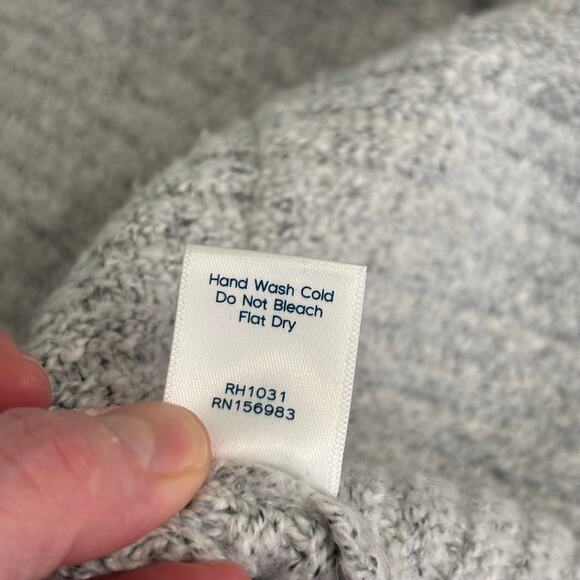 Hand Wash Cold
Do Not Bleach
Flat Dry
RH1031
RN156983